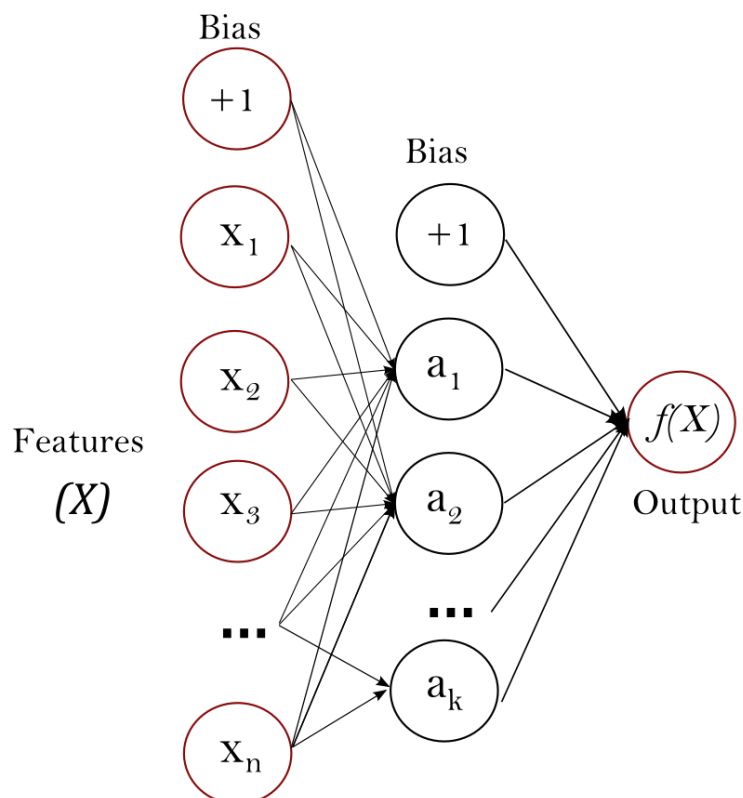 Bias
+1
Bias
x1
+1
x2
a1
f(X)
Features
(X)
x3
a2
Output
...
...
ak
xn